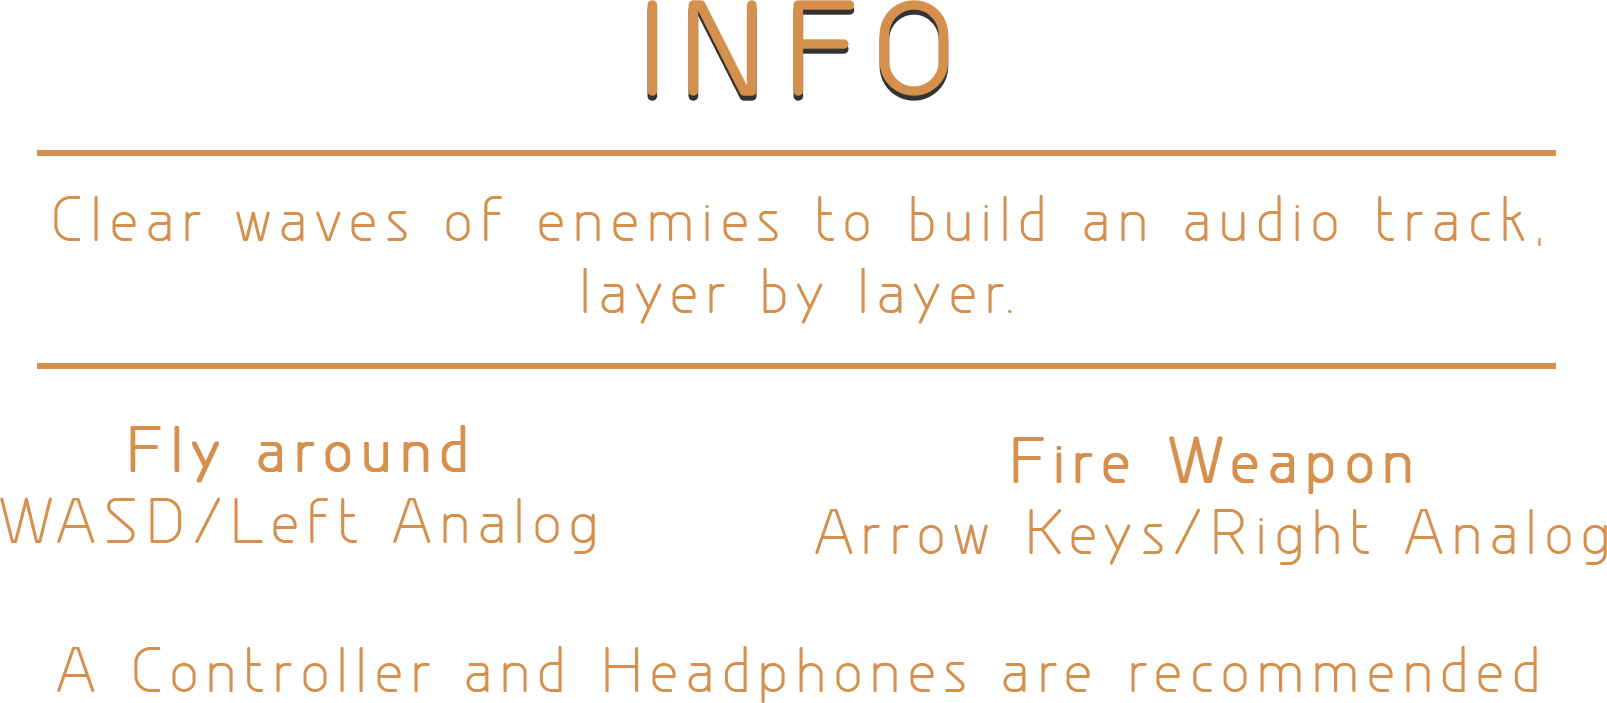 INFO
Clear waves of enemies to build an audio track,
layer by layer.
Fly around
WASD/Left Analog
Fire Weapon
Arrow Keys/Right Analog
A Controller and Headphones are recommended